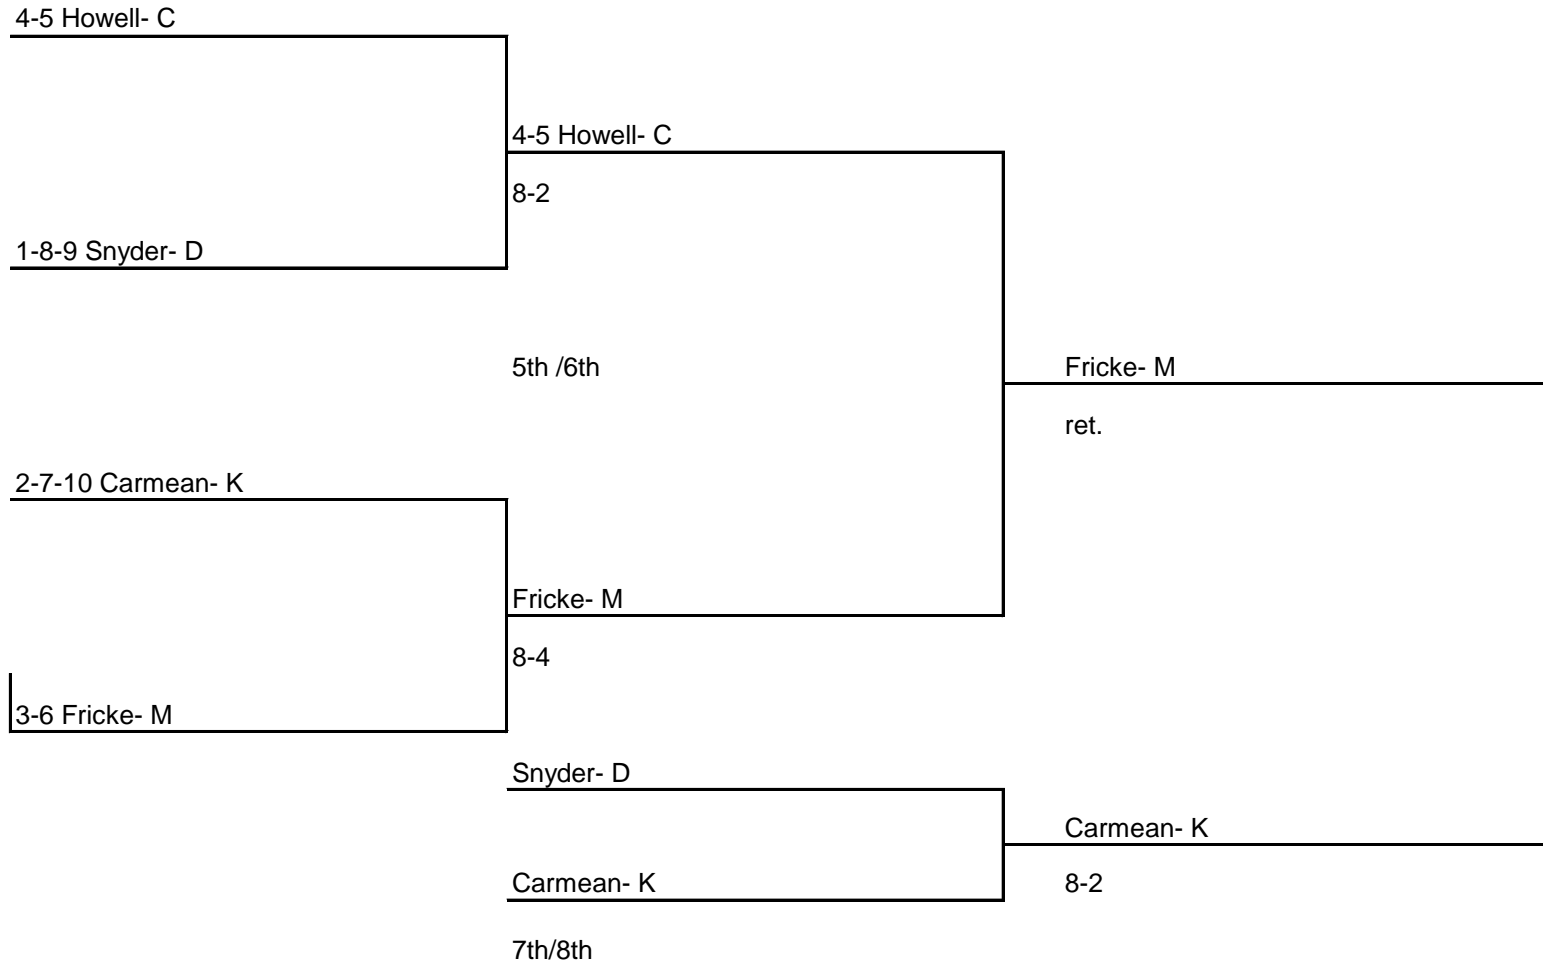 4-5 Howell- C
4-5 Howell- C
8-2
1-8-9 Snyder- D
5th /6th
Fricke- M
ret.
2-7-10 Carmean- K
Fricke- M
8-4
3-6 Fricke- M
Snyder- D
Carmean- K
Carmean- K
8-2
7th/8th